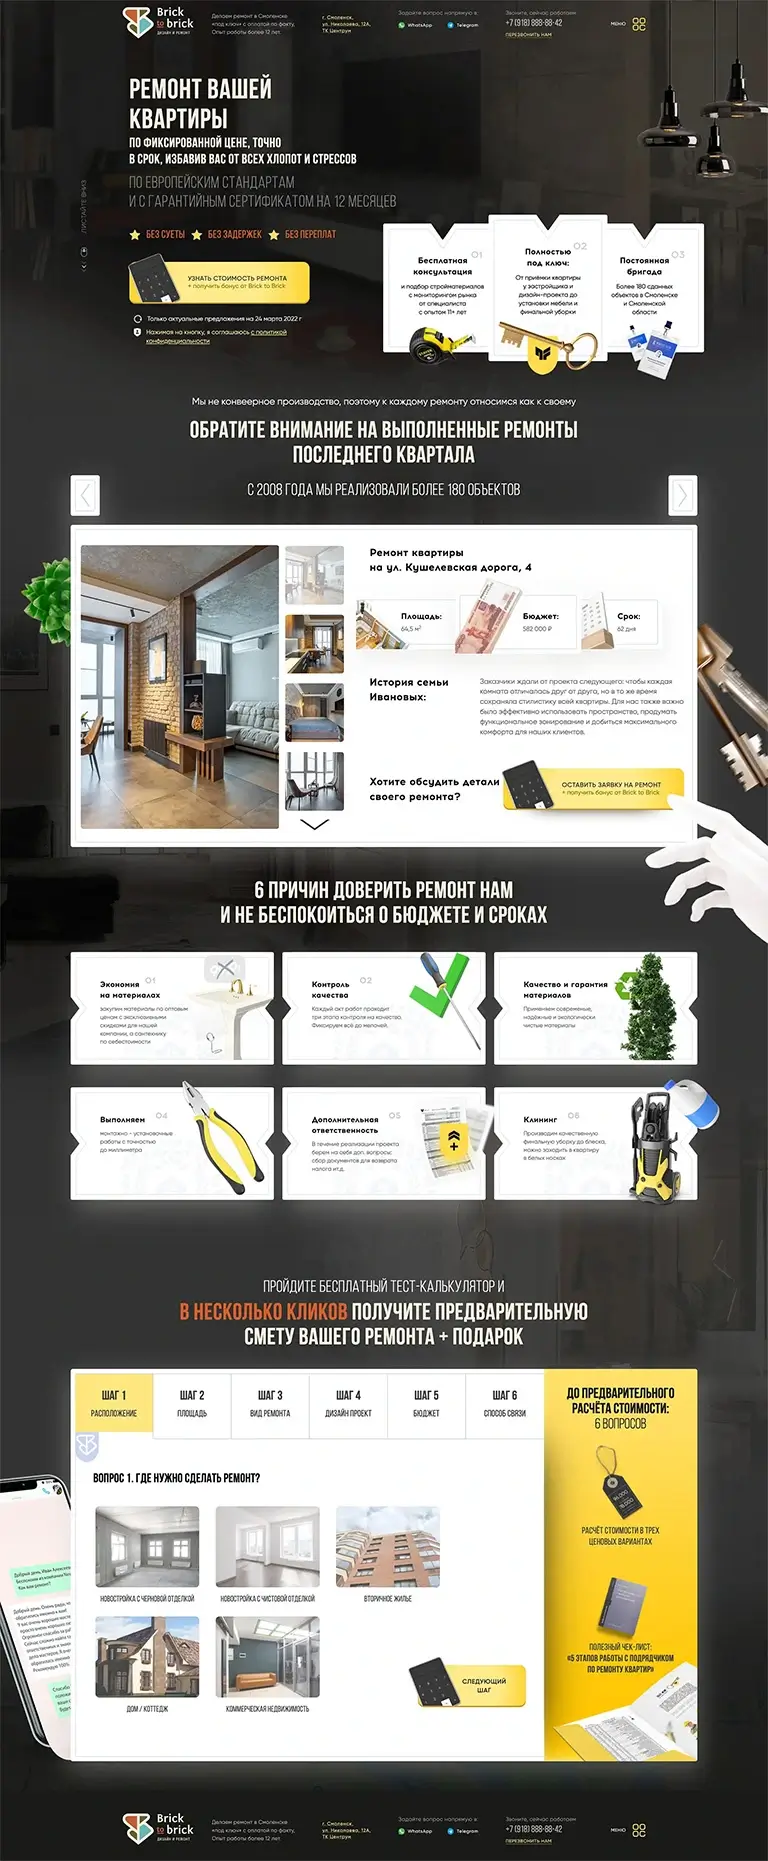 Brick
to brick
ДИЗАЙН И РЕМОНТ
Делаем ремонт в Смоленске
«под ключ» с оплатой по факту.
Опыт работы более 12 лет.
г. Смоленск,
ул. Николаева, 12А,
ТК Центрум
Задайте вопрос напрямую в:
WhatsApp
Telegram
Звоните, сейчас работаем
+7 (918) 888-88-42
ПЕРЕЗВОНИТЬ НАМ
МЕНЮ
РЕМОНТ ВАШЕЙ
КВАРТИРЫ
ПО ФИКСИРОВАННОЙ ЦЕНЕ, ТОЧНО
В СРОК, ИЗБАВИВ ВАС ОТ ВСЕХ ХЛОПОТ И СТРЕССОВ
ПО ЕВРОПЕЙСКИМ СТАНДАРТАМ
И С ГАРАНТИЙНЫМ СЕРТИФИКАТОМ НА 12 МЕСЯЦЕВ
ЛИСТАЙТЕ ВНИЗ
БЕЗ СУЕТЫ
БЕЗ ЗАДЕРЖЕК
БЕЗ ПЕРЕПЛАТ
УЗНАТЬ СТОИМОСТЬ РЕМОНТА
+ получить бонус от Brick to Brick
Только актуальные предложения на 24 марта 2022 г
Нажимая на кнопку, я соглашаюсь с политикой
конфиденциальности
01
Бесплатная
консультация
и подбор стройматериалов
с мониторингом рынка
от специалиста
с опытом 11+ лет
02
Полностью
под ключ:
От приёмки квартиры
у застройщика и
дизайн-проекта до
установки мебели и
финальной уборки
03
Постоянная
бригада
Более 180 сданных
объектов в Смоленске
и Смоленской
области
Мы не конвеерное производство, поэтому к каждому ремонту относимся как к своему
ОБРАТИТЕ ВНИМАНИЕ НА ВЫПОЛНЕННЫЕ РЕМОНТЫ
ПОСЛЕДНЕГО КВАРТАЛА
С 2008 ГОДА МЫ РЕАЛИЗОВАЛИ БОЛЕЕ 180 ОБЪЕКТОВ
Ремонт квартиры
на ул. Кушелевская дорога, 4
Площадь:
64,5 м²
Бюджет:
582 000 ₽
Срок:
62 дня
История семьи
Ивановых:
Заказчики ждали от проекта следующего: чтобы каждая
комната отличалась друг от друга, но в то же время
сохраняла стилистику всей квартиры. Для нас также важно
было эффективно использовать пространство, продумать
функциональное зонирование и добиться максимального
комфорта для наших клиентов.
Хотите обсудить детали
своего ремонта?
ОСТАВИТЬ ЗАЯВКУ НА РЕМОНТ
+ получить бонус от Brick to Brick
6 ПРИЧИН ДОВЕРИТЬ РЕМОНТ НАМ
И НЕ БЕСПОКОИТЬСЯ О БЮДЖЕТЕ И СРОКАХ
01
Экономия
на материалах
закупим материалы по оптовым
ценам с эксклюзивными
скидками для нашей
компании, а сантехнику
по себестоимости
02
Контроль
качества
Каждый акт работ проходит
три этапа контроля на качество.
Фиксируем всё до мелочей.
Качество и гарантия
материалов
Применяем современные,
надёжные и экологически
чистые материалы
04
Выполняем
монтажно - установочные
работы с точностью
до миллиметра
05
Дополнительная
ответственность
В течение реализации проекта
берем на себя доп. вопросы:
сбор документов для возврата
налога ит.д.
06
Клининг
Произведим качественную
финальную уборку до блеска,
можно заходить в квартиру
в белых носках
ПРОЙДИТЕ БЕСПЛАТНЫЙ ТЕСТ-КАЛЬКУЛЯТОР И
В НЕСКОЛЬКО КЛИКОВ ПОЛУЧИТЕ ПРЕДВАРИТЕЛЬНУЮ
СМЕТУ ВАШЕГО РЕМОНТА + ПОДАРОК
ШАГ 1
РАСПОЛОЖЕНИЕ
ШАГ 2
ПЛОЩАДЬ
ШАГ 3
ВИД РЕМОНТА
ШАГ 4
ДИЗАЙН ПРОЕКТ
ШАГ 5
БЮДЖЕТ
ШАГ 6
СПОСОБ СВЯЗИ
ВОПРОС 1. ГДЕ НУЖНО СДЕЛАТЬ РЕМОНТ?
НОВОСТРОЙКА С ЧЕРНОВОЙ ОТДЕЛКОЙ
НОВОСТРОЙКА С ЧИСТОВОЙ ОТДЕЛКОЙ
ВТОРИЧНОЕ ЖИЛЬЕ
ДОМ / КОТТЕДЖ
КОММЕРЧЕСКАЯ НЕДВИЖИМОСТЬ
СЛЕДУЮЩИЙ
ШАГ
ДО ПРЕДВАРИТЕЛЬНОГО
РАСЧЁТА СТОИМОСТИ:
6 ВОПРОСОВ
РАСЧЁТ СТОИМОСТИ В ТРЕХ
ЦЕНОВЫХ ВАРИАНТАХ
ПОЛЕЗНЫЙ ЧЕК-ЛИСТ:
«5 ЭТАПОВ РАБОТЫ С ПОДРЯДЧИКОМ
ПО РЕМОНТУ КВАРТИР»
Brick
to brick
ДИЗАЙН И РЕМОНТ
Делаем ремонт в Смоленске
«под ключ» с оплатой по факту.
Опыт работы более 12 лет.
г. Смоленск,
ул. Николаева, 12А,
ТК Центрум
Задайте вопрос напрямую в:
WhatsApp
Telegram
Звоните, сейчас работаем
+7 (918) 888-88-42
ПЕРЕЗВОНИТЬ НАМ
МЕНЮ